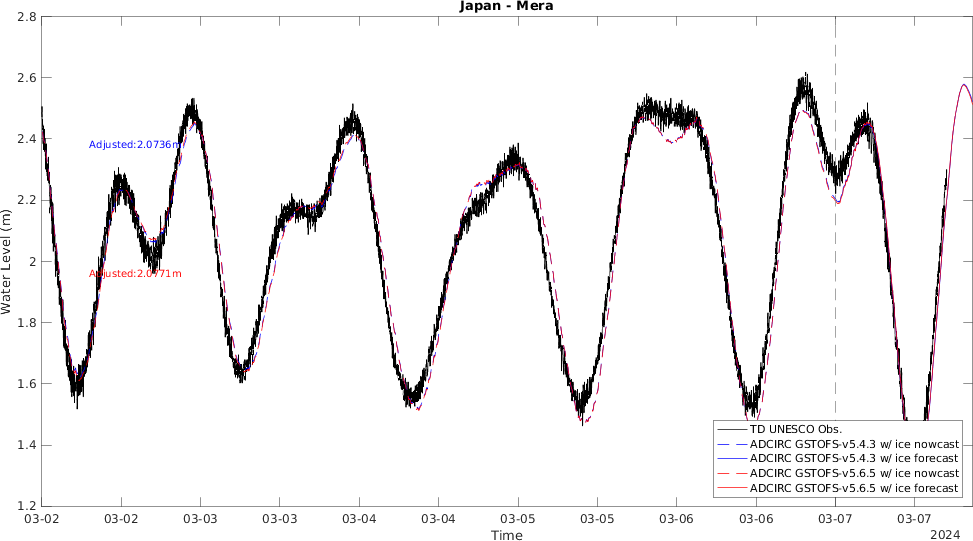 Japan - Mera
2.8
2.6
2.4
2.2
2
1.8
1.6
1.4
1.2
Water Level (m)
Adjusted:2.0736m
Adjusted:2.0771m
TD UNESCO Obs.
ADCIRC GSTOFS-v5.4.3 w/ ice nowcast
ADCIRC GSTOFS-v5.4.3 w/ ice forecast
ADCIRC GSTOFS-v5.6.5 w/ ice nowcast
ADCIRC GSTOFS-v5.6.5 w/ ice forecast
03-02 03-02 03-03 03-03 03-04 03-04 03-05 03-05 03-06 03-06 03-07 03-07
Time
2024